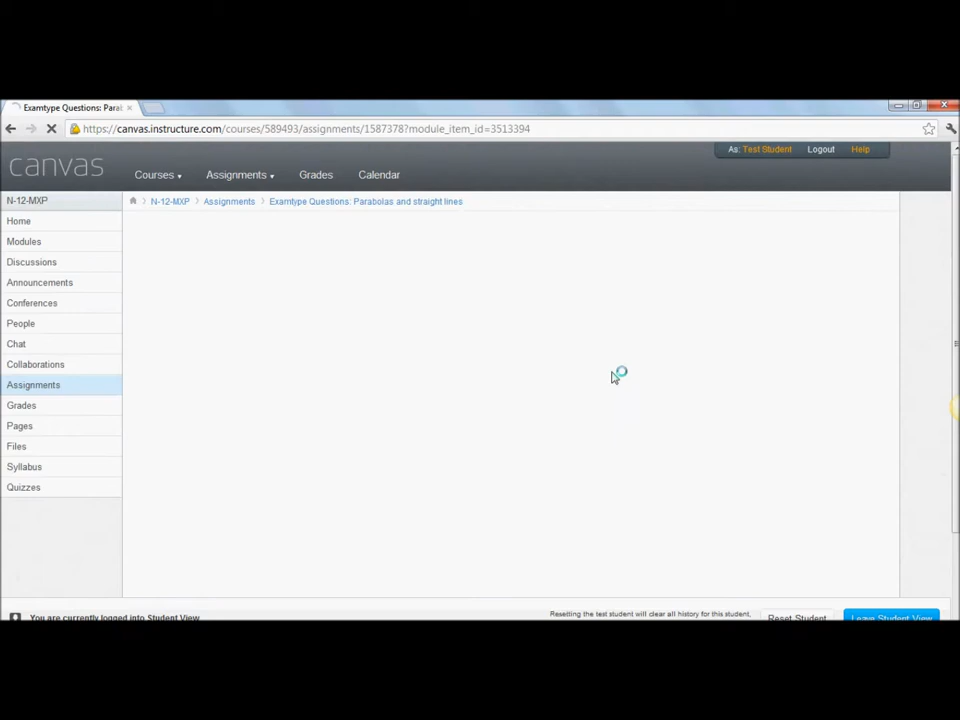 Examtype Questions: Parab
https://canvas.instructure.com/courses/589493/assignments/1587378?module_item_id=3513394
As: Test Student Logout Help
canvas Courses Assignments Grades Calendar
N-12-MXP
N-12-MXP Assignments Examtype Questions: Parabolas and straight lines
Home
Modules
Discussions
Announcements
Conferences
People
Chat
Collaborations
Assignments
Grades
Pages
Files
Syllabus
Quizzes
You are currently logged into Student View
Resetting the test student will clear all history for this student,
Reset Student
Leave Student View